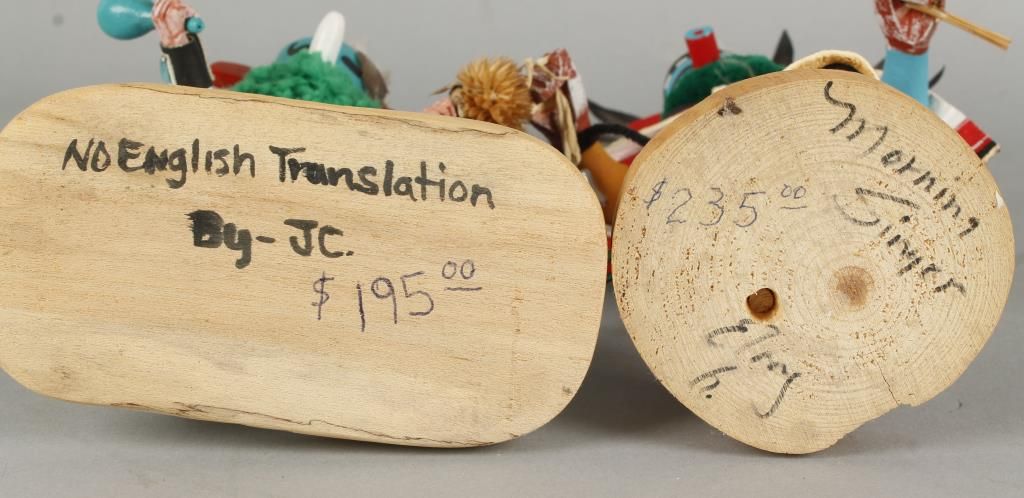 No English Translation
By- JC.
$195.00
Morning
Singer
$235.00